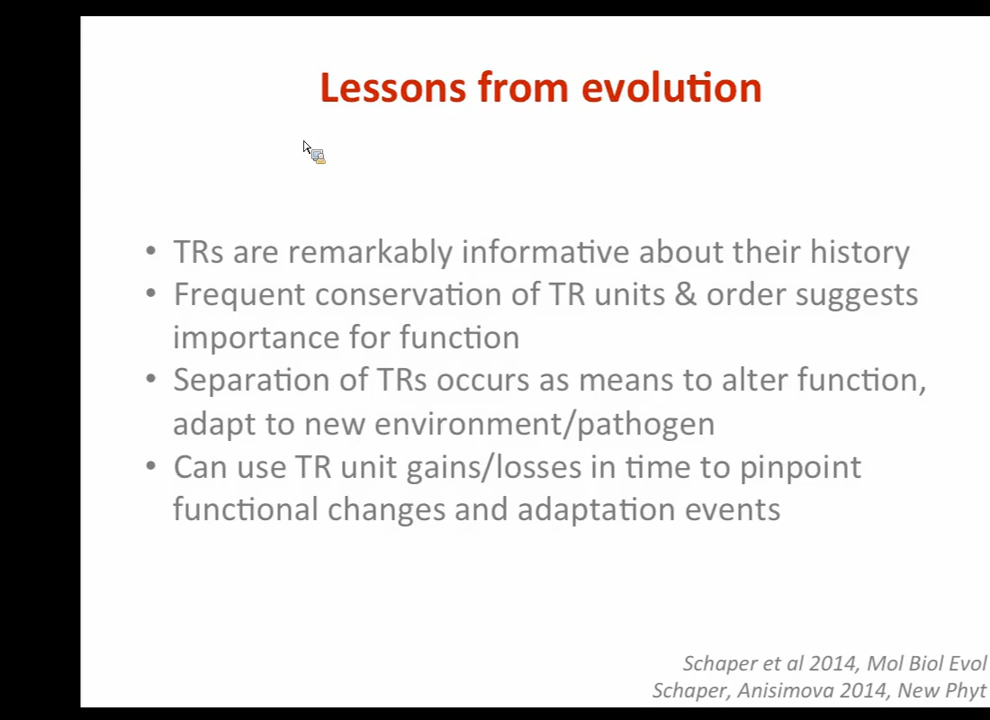 Lessons from evolution
• TRs are remarkably informative about their history
• Frequent conservation of TR units & order suggests
importance for function
• Separation of TRs occurs as means to alter function,
adapt to new environment/pathogen
• Can use TR unit gains/losses in time to pinpoint
functional changes and adaptation events
Schaper et al 2014, Mol Biol Evol
Schaper, Anisimova 2014, New Phyt